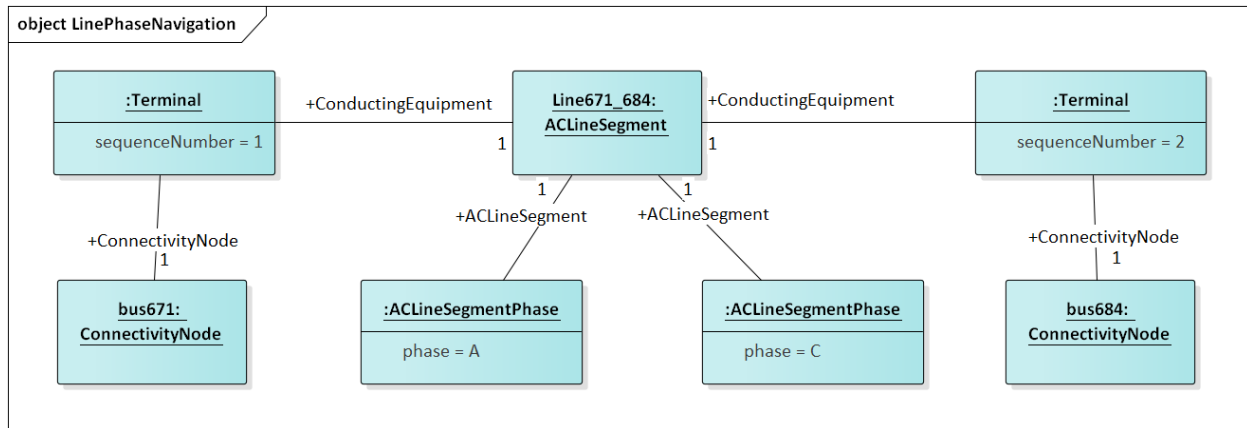 object LinePhaseNavigation
:Terminal
sequenceNumber = 1
+ConductingEquipment
1
Line671_684:
ACLineSegment
+ConductingEquipment
1
:Terminal
sequenceNumber = 2
1
+ACLineSegment
1
+ACLineSegment
+ConnectivityNode
1
+ConnectivityNode
1
bus671:
ConnectivityNode
:ACLineSegmentPhase
phase = A
:ACLineSegmentPhase
phase = C
bus684:
ConnectivityNode